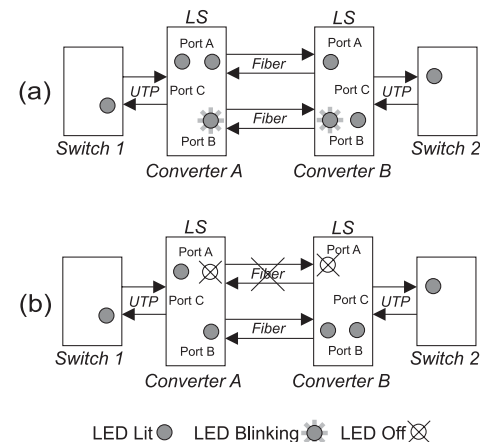 LS LS
Port A Port A
(a) Fiber
UTP Port C Port C UTP
Fiber
Switch 1 Port B Port B Switch 2
Converter A Converter B
LS LS
Port A Port A
(b) Fiber
UTP Port C Port C UTP
Fiber
Switch 1 Port B Port B Switch 2
Converter A Converter B
LED Lit LED Blinking LED Off